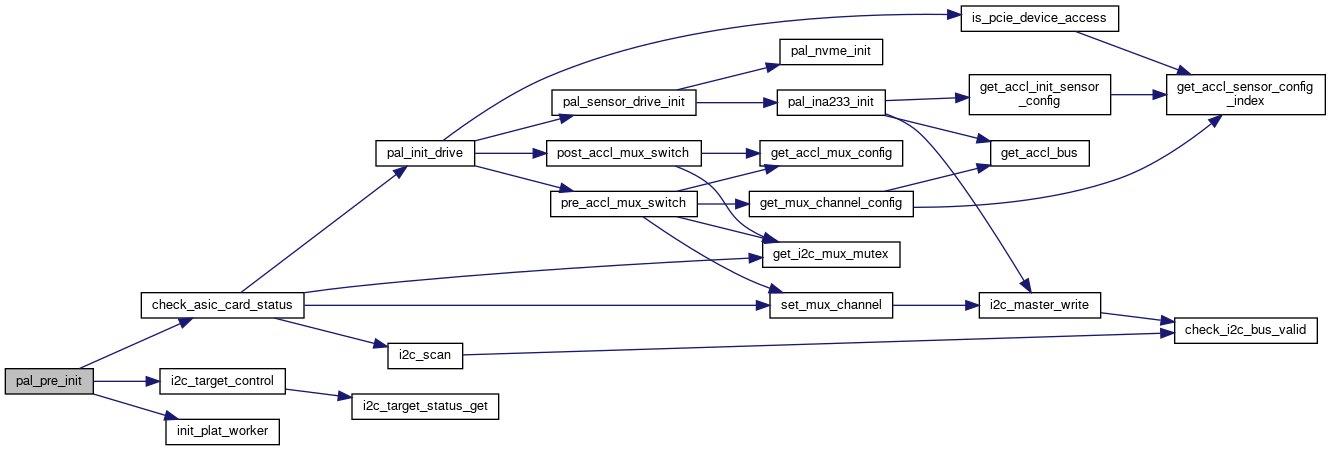 is_pcie_device_access
pal_nvme_init
get_accl_init_sensor
_config
get_accl_sensor_config
_index
pal_sensor_drive_init
pal_ina233_init
pal_init_drive
post_accl_mux_switch
get_accl_mux_config
get_accl_bus
pre_accl_mux_switch
get_mux_channel_config
get_i2c_mux_mutex
check_asic_card_status
set_mux_channel
i2c_master_write
check_i2c_bus_valid
i2c_scan
pal_pre_init
i2c_target_control
i2c_target_status_get
init_plat_worker